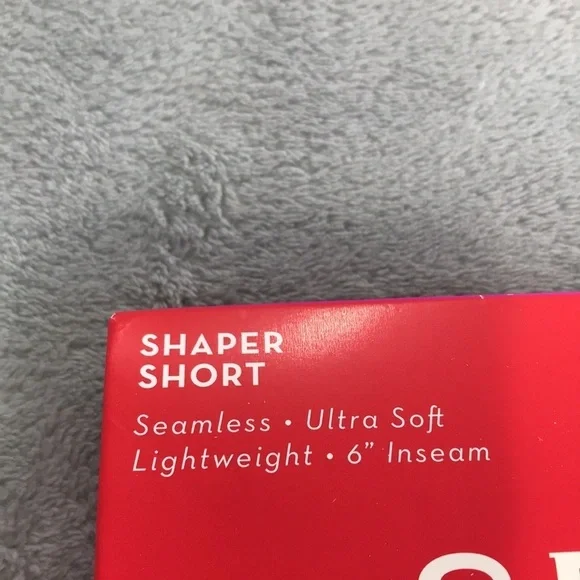 SHAPER
SHORT
Seamless • Ultra Soft
Lightweight • 6” Inseam